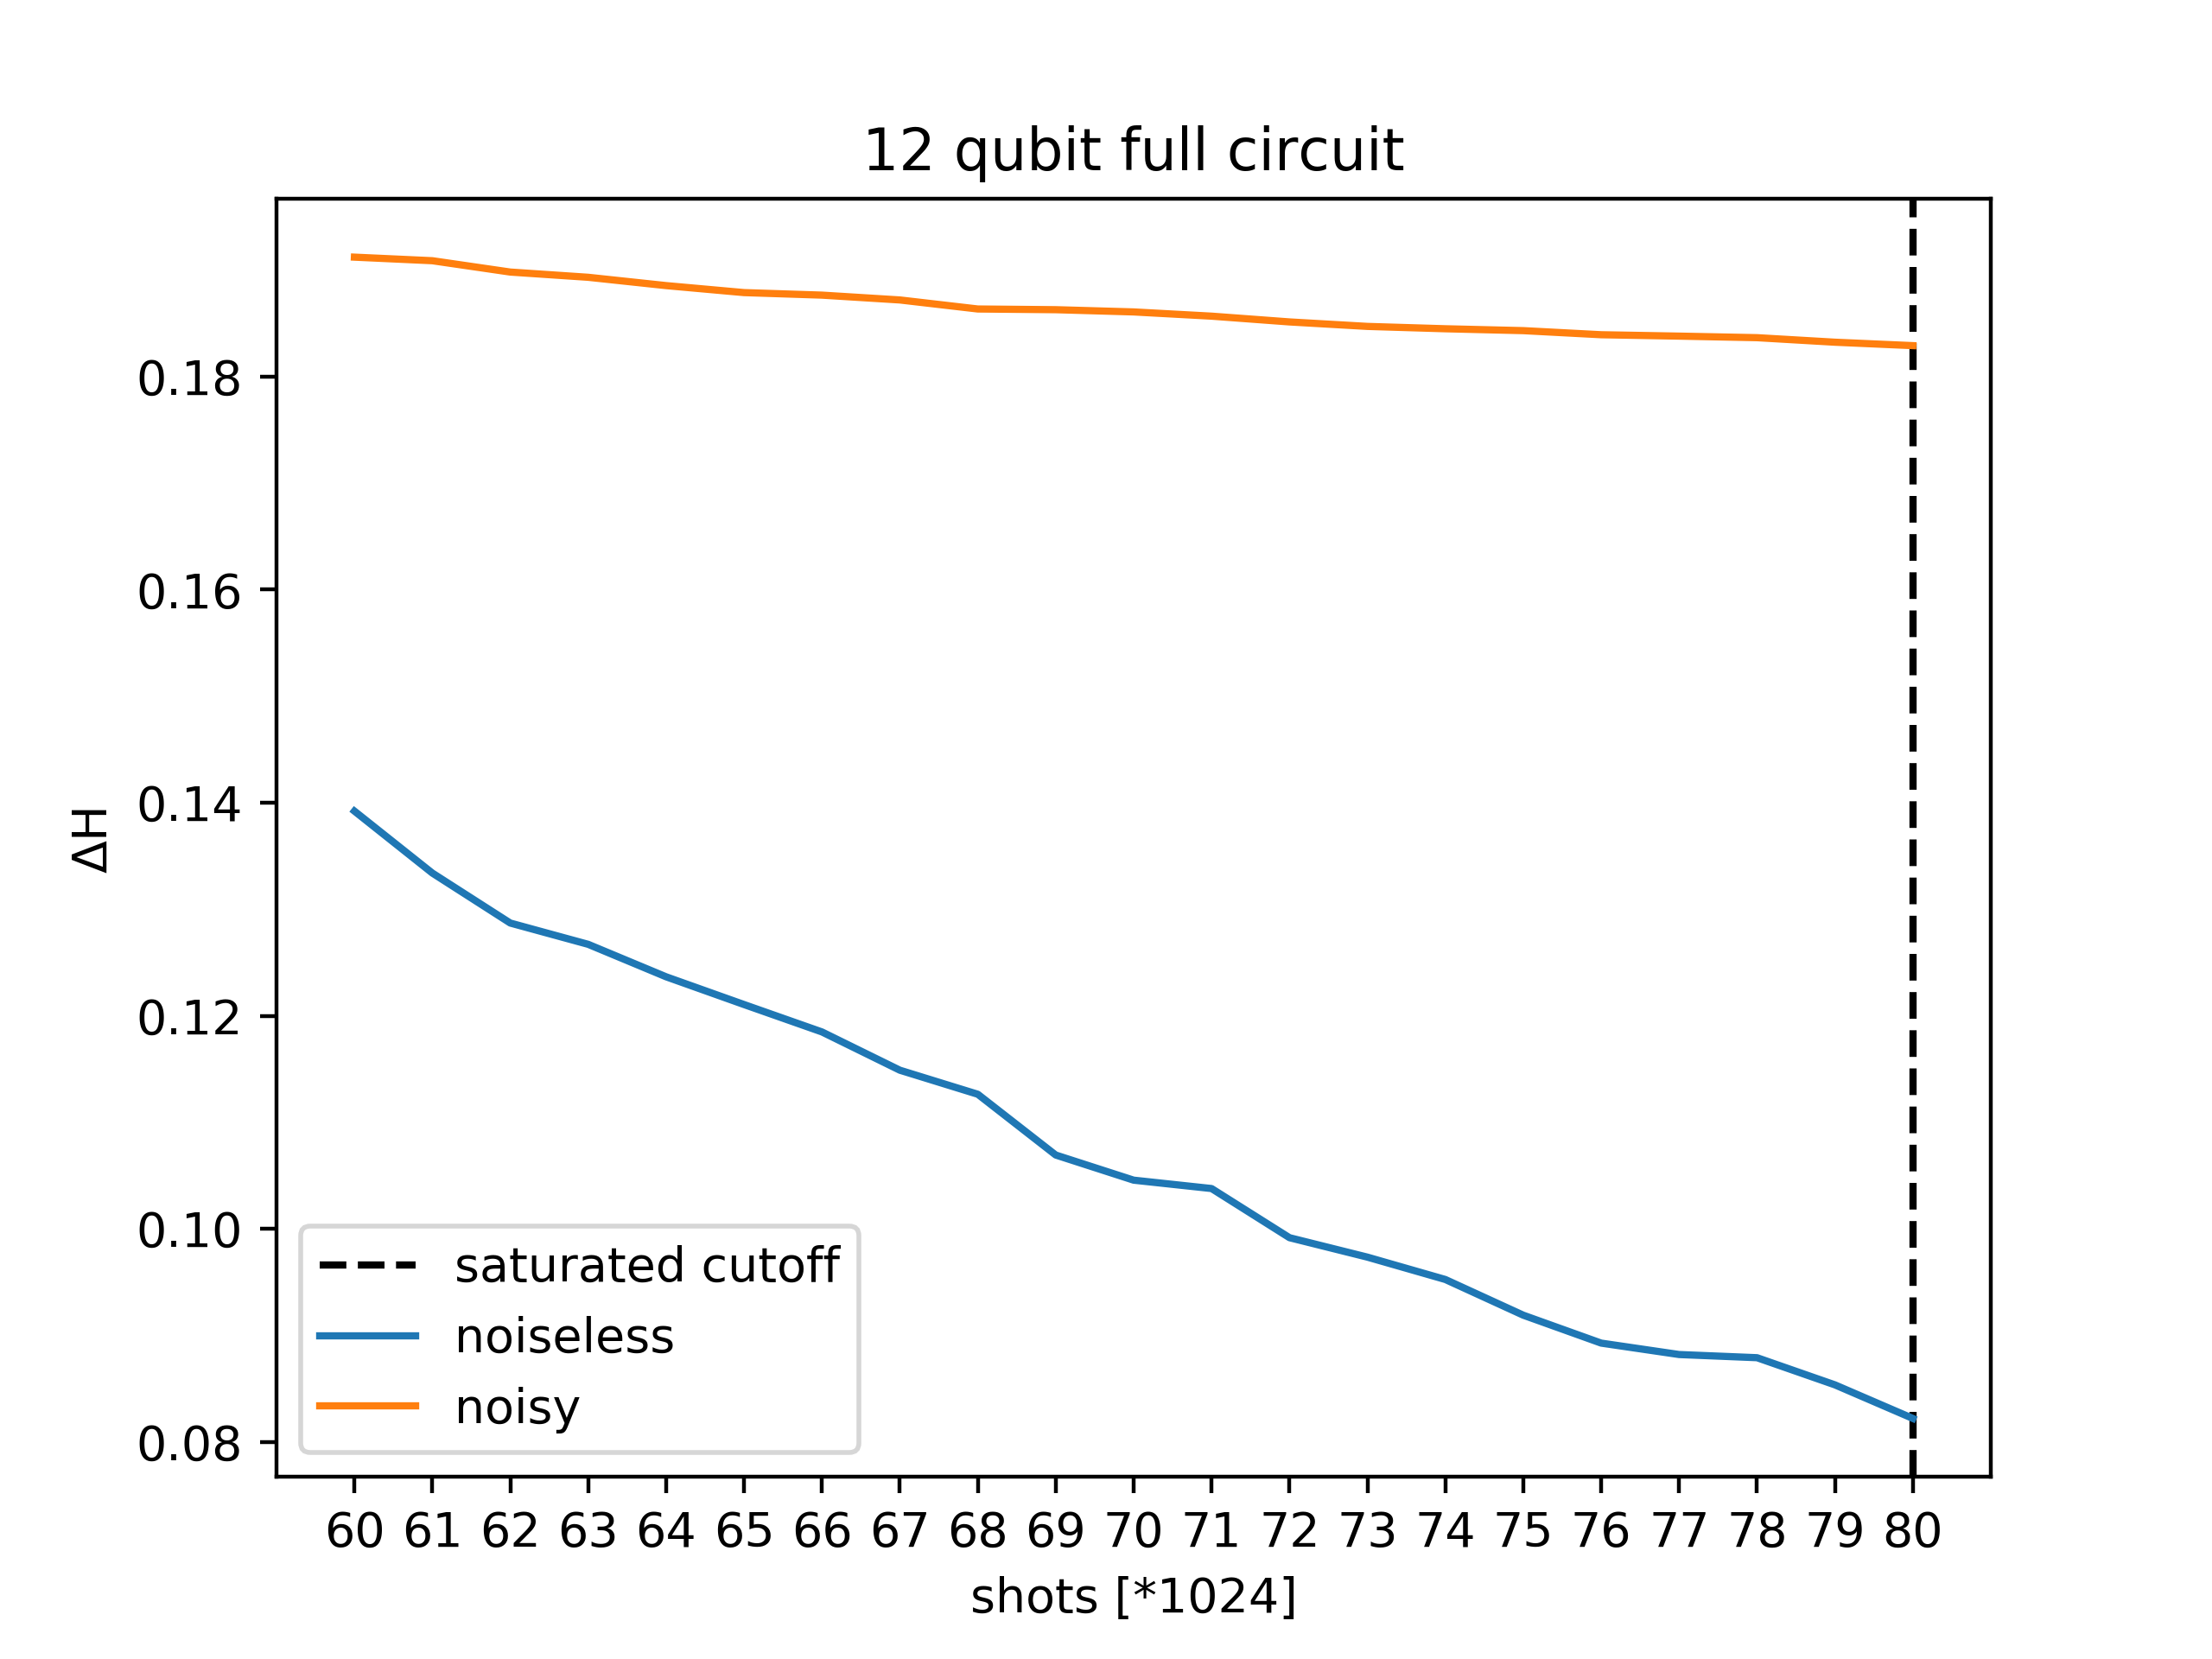 12 qubit full circuit
ΔH
0.18
0.16
0.14
0.12
0.10
0.08
saturated cutoff
noiseless
noisy
60 61 62 63 64 65 66 67 68 69 70 71 72 73 74 75 76 77 78 79 80
shots [*1024]